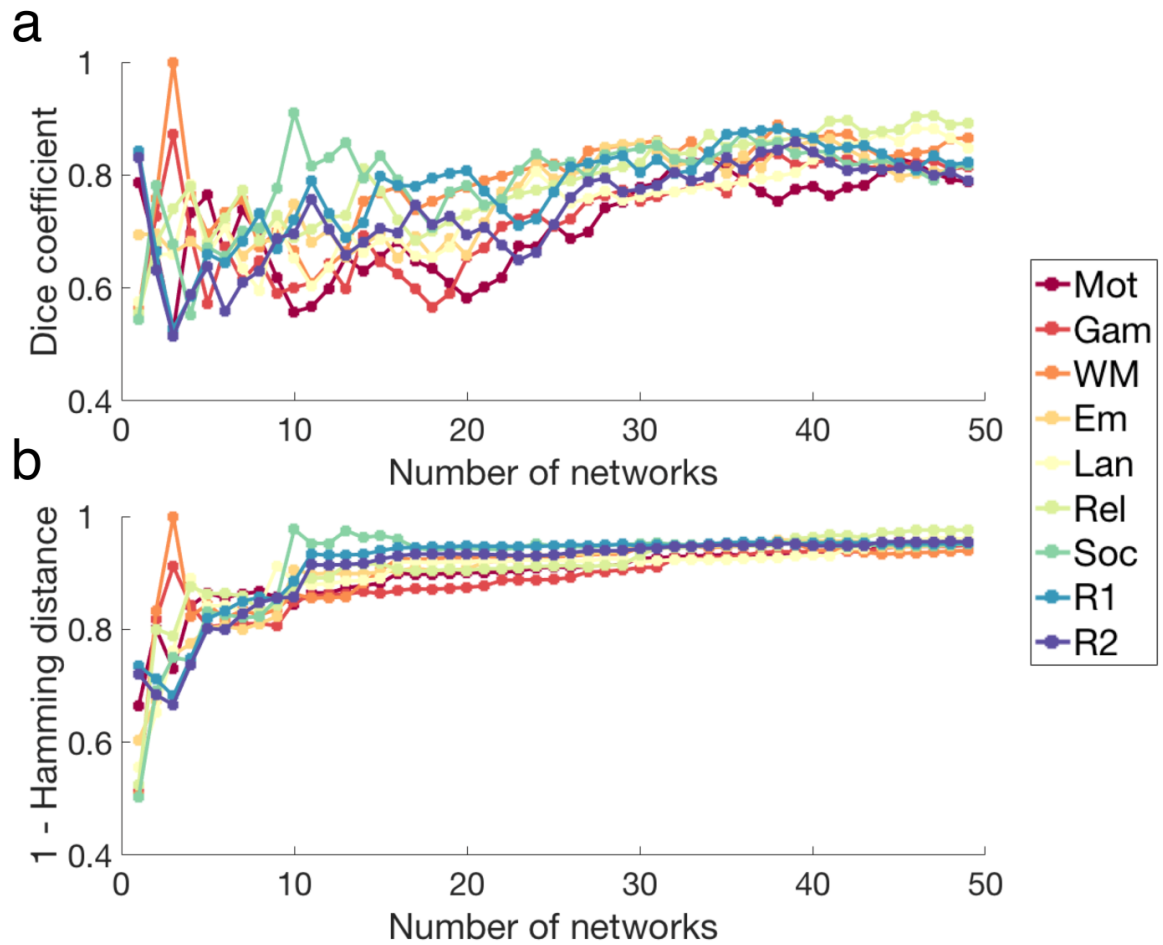 a
1
0.8
0.6
0.4
Dice coefficient
0 10 20 30 40 50
Number of networks
b
1
0.8
0.6
0.4
1 - Hamming distance
0 10 20 30 40 50
Number of networks
Mot
Gam
WM
Em
Lan
Rel
Soc
R1
R2